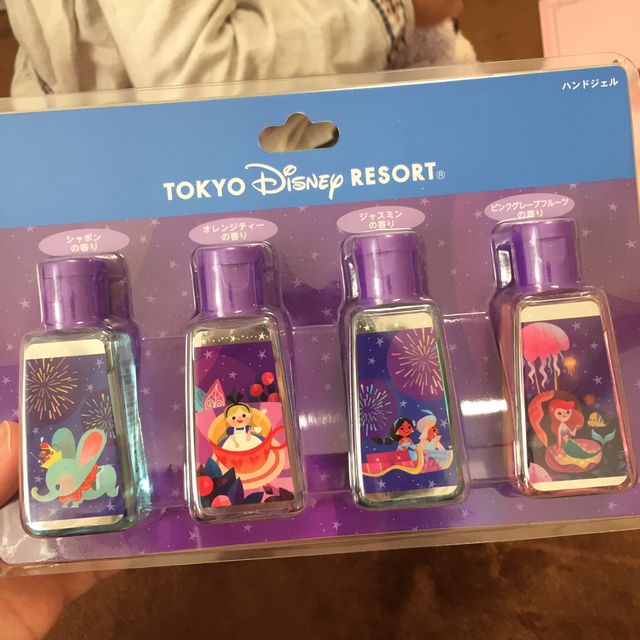 ハンドジェル
TOKYO Disney RESORT®
シャボン
の香り
オレンジティー
の香り
ジャスミン
の香り
ピンクグレープフルーツ
の香り